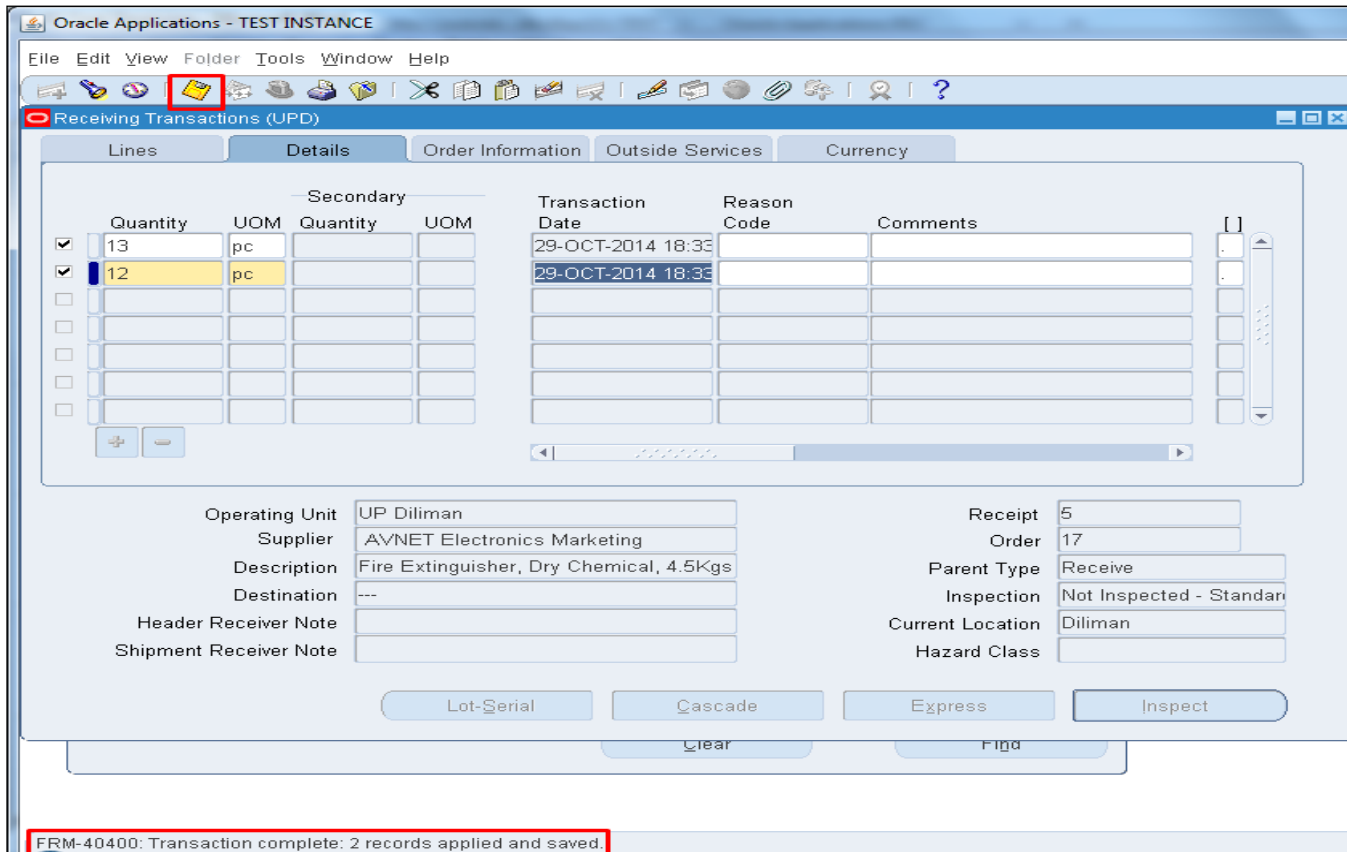 Oracle Applications - TEST INSTANCE
File Edit View Folder Tools Window Help
?
Receiving Transactions (UPD)
Lines Details Order Information Outside Services Currency
Secondary
Transaction Reason
Quantity UOM Quantity UOM Date Code Comments [ ]
13 pc 29-OCT-2014 18:33 .
12 pc 29-OCT-2014 18:33 .
Operating Unit UP Diliman Receipt 5
Supplier AVNET Electronics Marketing Order 17
Description Fire Extinguisher, Dry Chemical, 4.5Kgs Parent Type Receive
Destination --- Inspection Not Inspected - Standar
Header Receiver Note Current Location Diliman
Shipment Receiver Note Hazard Class
Lot-Serial Cascade Express Inspect
Clear Find
FRM-40400: Transaction complete: 2 records applied and saved.